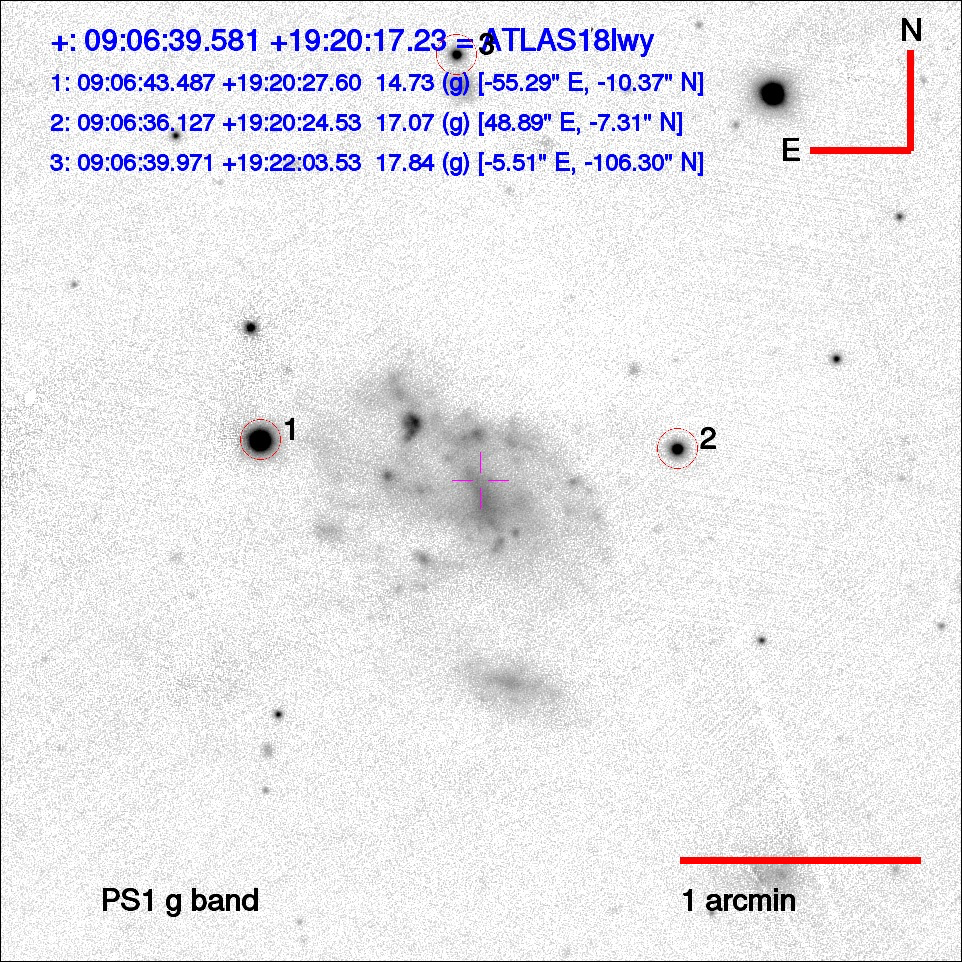 +: 09:06:39.581 +19:20:17.23 = ATLAS18lwy
1: 09:06:43.487 +19:20:27.60 14.73 (g) [-55.29" E, -10.37" N]
2: 09:06:36.127 +19:20:24.53 17.07 (g) [48.89" E, -7.31" N]
3: 09:06:39.971 +19:22:03.53 17.84 (g) [-5.51" E, -106.30" N]
3
N
E
1
2
PS1 g band
1 arcmin